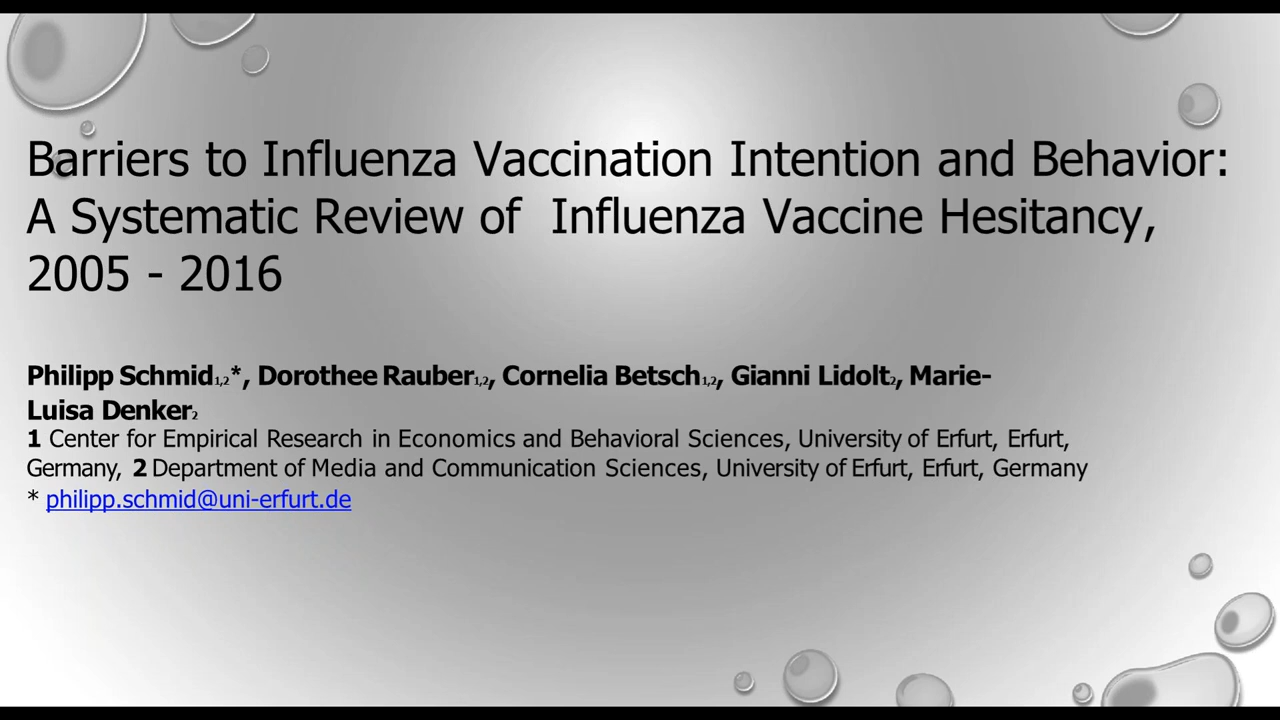 Barriers to Influenza Vaccination Intention and Behavior:
A Systematic Review of Influenza Vaccine Hesitancy,
2005 - 2016
Philipp Schmid1,2*, Dorothee Rauber1,2, Cornelia Betsch1,2, Gianni Lidolt2, Marie-
Luisa Denker2
1 Center for Empirical Research in Economics and Behavioral Sciences, University of Erfurt, Erfurt,
Germany, 2 Department of Media and Communication Sciences, University of Erfurt, Erfurt, Germany
* philipp.schmid@uni-erfurt.de